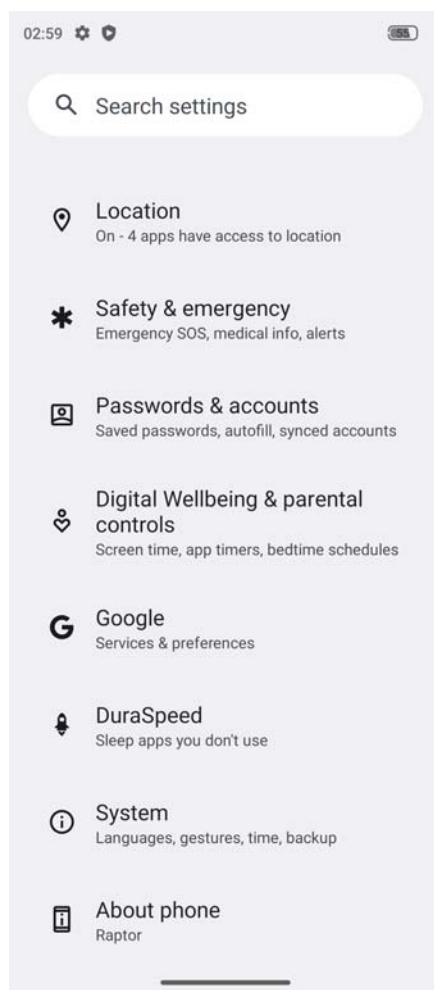 02:59
55
Search settings
Location
On - 4 apps have access to location
Safety & emergency
Emergency SOS, medical info, alerts
Passwords & accounts
Saved passwords, autofill, synced accounts
Digital Wellbeing & parental
controls
Screen time, app timers, bedtime schedules
Google
Services & preferences
DuraSpeed
Sleep apps you don't use
System
Languages, gestures, time, backup
About phone
Raptor